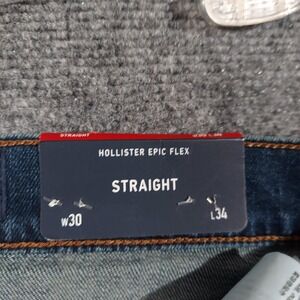 STRAIGHT
HOLLISTER EPIC FLEX
STRAIGHT
W30 L34